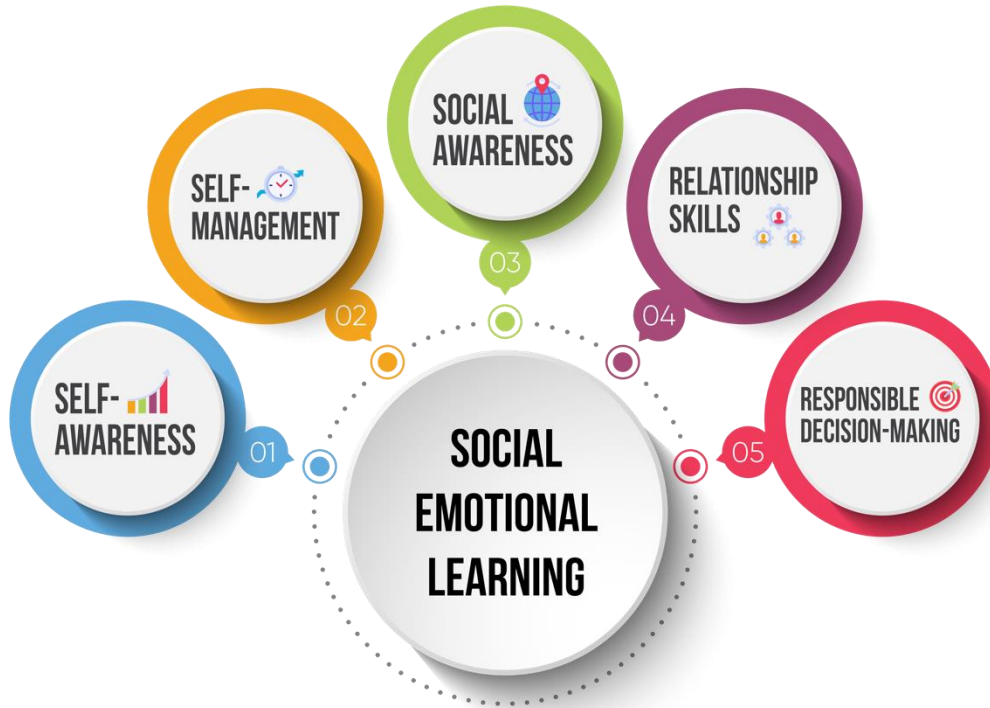 SELF-
AWARENESS
01
SELF-
MANAGEMENT
02
SOCIAL
AWARENESS
03
RELATIONSHIP
SKILLS
04
RESPONSIBLE
DECISION-MAKING
05
SOCIAL
EMOTIONAL
LEARNING